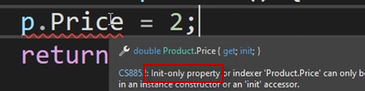 p.Price = 2;
return
double Product.Price { get; init; }
Init-only property or indexer 'Product.Price' can only be
in an instance constructor or an 'init' accessor.